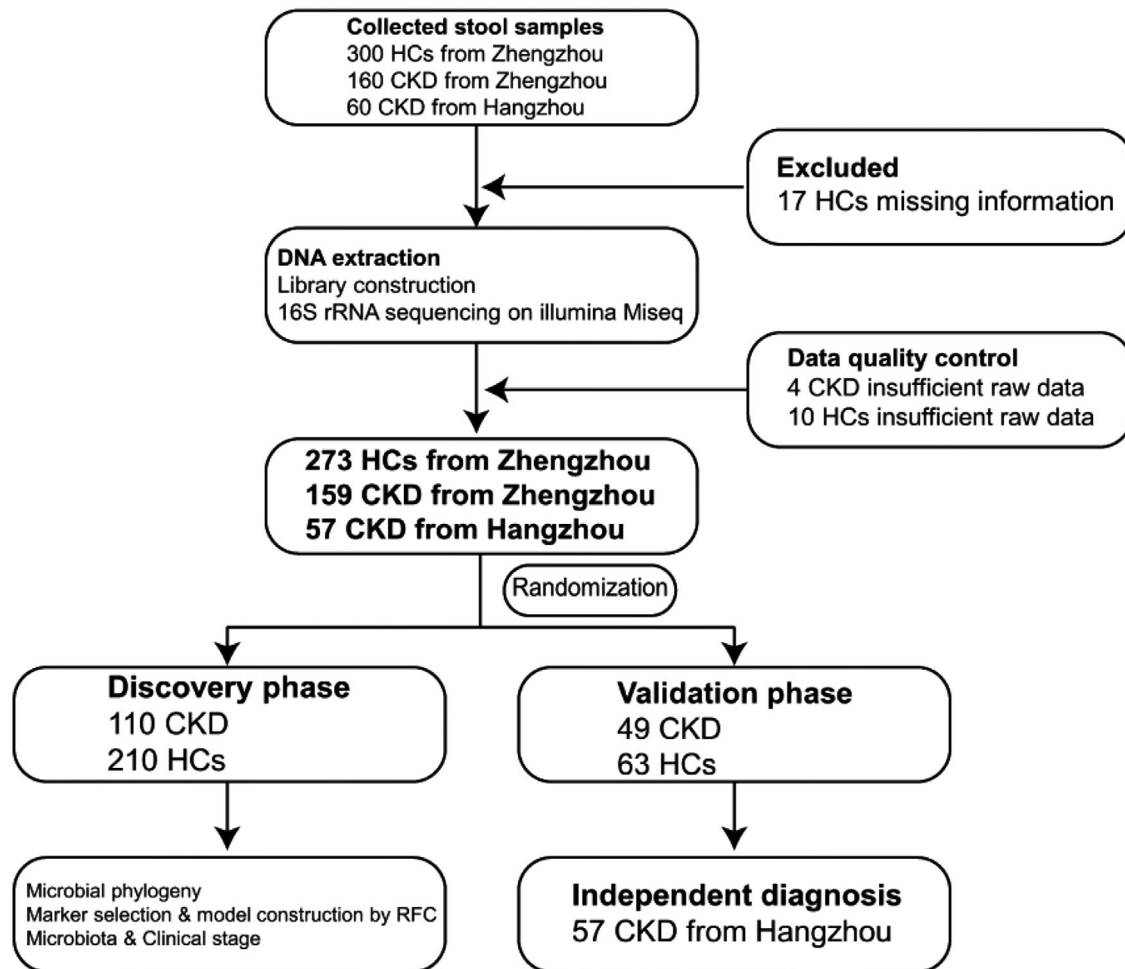 Collected stool samples
300 HCs from Zhengzhou
160 CKD from Zhengzhou
60 CKD from Hangzhou
Excluded
17 HCs missing information
DNA extraction
Library construction
16S rRNA sequencing on illumina Miseq
Data quality control
4 CKD insufficient raw data
10 HCs insufficient raw data
273 HCs from Zhengzhou
159 CKD from Zhengzhou
57 CKD from Hangzhou
Randomization
Discovery phase
110 CKD
210 HCs
Validation phase
49 CKD
63 HCs
Microbial phylogeny
Marker selection & model construction by RFC
Microbiota & Clinical stage
Independent diagnosis
57 CKD from Hangzhou